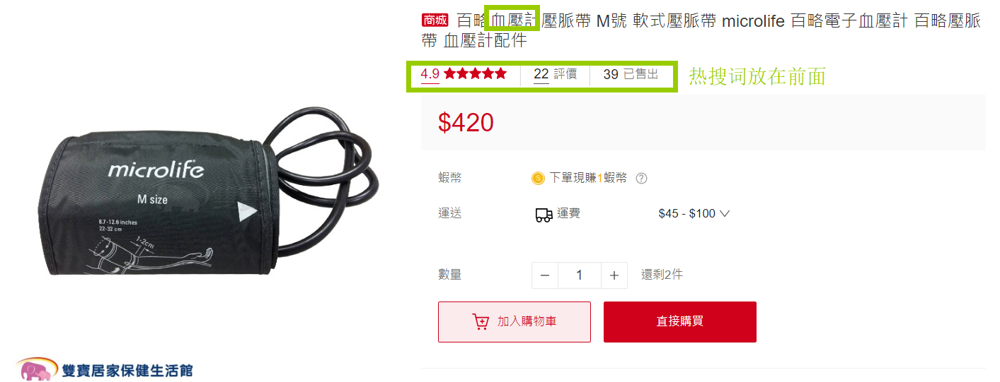 商城 百略血壓計壓脈帶 M號 軟式壓脈帶 microlife 百略電子血壓計 百略壓脈
帶 血壓計配件
4.9 22 評價 39 已售出 热搜词放在前面
$420
蝦幣 下單現賺1蝦幣 ?
運送 運費 $45 - $100
數量 − 1 + 還剩2件
加入購物車 直接購買
microlife
M size
8.7-12.6 inches
22-32 cm
1-2cm
雙寶居家保健生活館